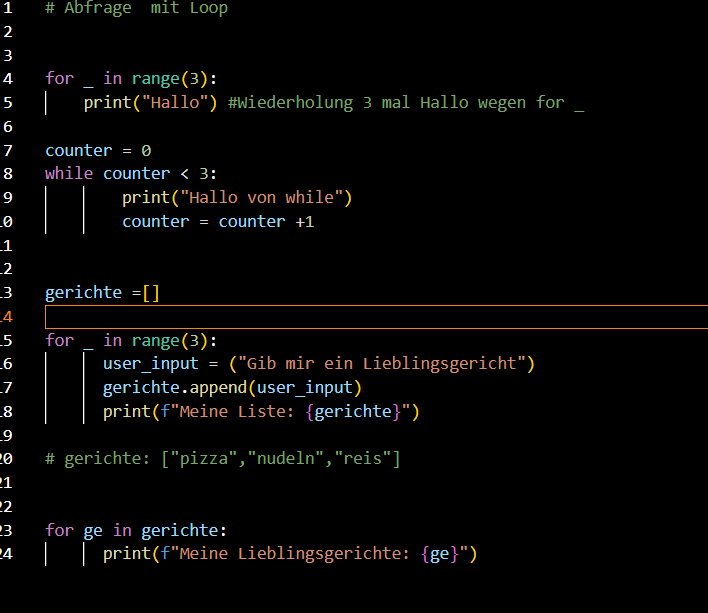 1 # Abfrage  mit Loop
2
3
4 for _ in range(3):
5     print("Hallo") #Wiederholung 3 mal Hallo wegen for _
6
7 counter = 0
8 while counter < 3:
9         print("Hallo von while")
10         counter = counter +1
11
12
13 gerichte =[]
14
15 for _ in range(3):
16       user_input = ("Gib mir ein Lieblingsgericht")
17       gerichte.append(user_input)
18       print(f"Meine Liste: {gerichte}")
19
20 # gerichte: ["pizza","nudeln","reis"]
21
22
23 for ge in gerichte:
24       print(f"Meine Lieblingsgerichte: {ge}")